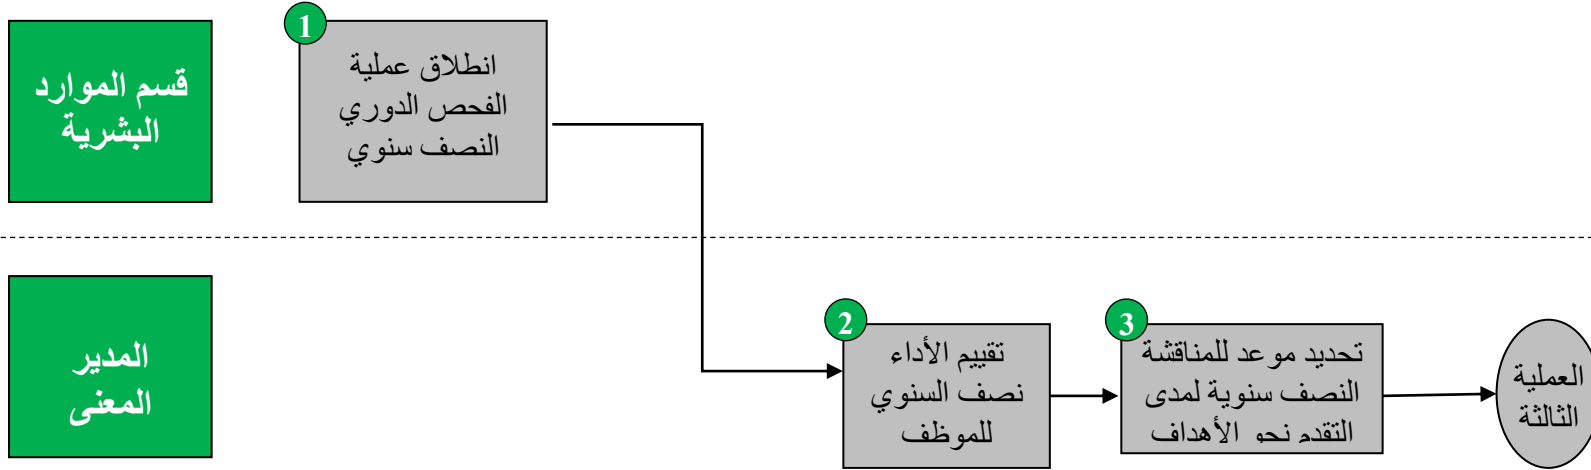 قسم الموارد
البشرية
1
انطلاق عملية
الفحص الدوري
النصف سنوي
المدير
المعنى
2
تقييم الأداء
نصف السنوي
للموظف
3
تحديد موعد للمناقشة
النصف سنوية لمدى
التقدم نحو الأهداف
العملية
الثالثة